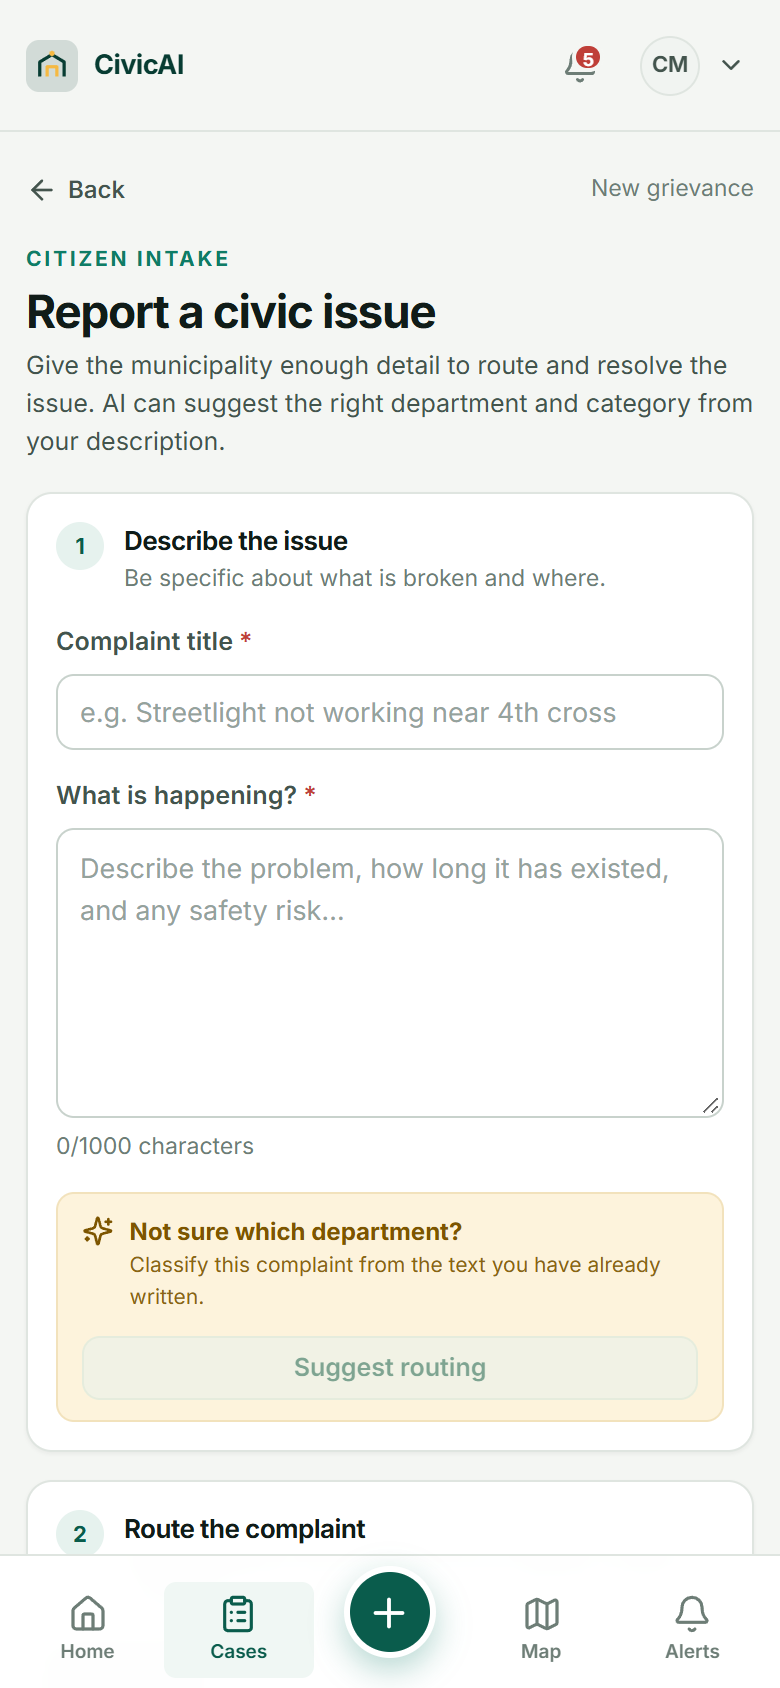 CivicAI
5
CM
Back
New grievance
CITIZEN INTAKE
Report a civic issue
Give the municipality enough detail to route and resolve the
issue. AI can suggest the right department and category from
your description.
1
Describe the issue
Be specific about what is broken and where.
Complaint title *
e.g. Streetlight not working near 4th cross
What is happening? *
Describe the problem, how long it has existed,
and any safety risk...
0/1000 characters
Not sure which department?
Classify this complaint from the text you have already
written.
Suggest routing
2
Route the complaint
Home
Cases
Map
Alerts